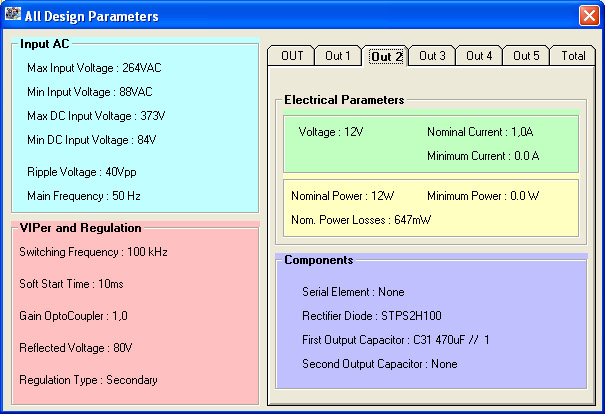 All Design Parameters
Input AC
Max Input Voltage : 264VAC
Min Input Voltage : 88VAC
Max DC Input Voltage : 373V
Min DC Input Voltage : 84V
Ripple Voltage : 40Vpp
Main Frequency : 50 Hz
VIPer and Regulation
Switching Frequency : 100 kHz
Soft Start Time : 10ms
Gain OptoCoupler : 1,0
Reflected Voltage : 80V
Regulation Type : Secondary
OUT Out 1 Out 2 Out 3 Out 4 Out 5 Total
Electrical Parameters
Voltage : 12V Nominal Current : 1,0A
Minimum Current : 0.0 A
Nominal Power : 12W Minimum Power : 0.0 W
Nom. Power Losses : 647mW
Components
Serial Element : None
Rectifier Diode : STPS2H100
First Output Capacitor : C31 470uF // 1
Second Output Capacitor : None